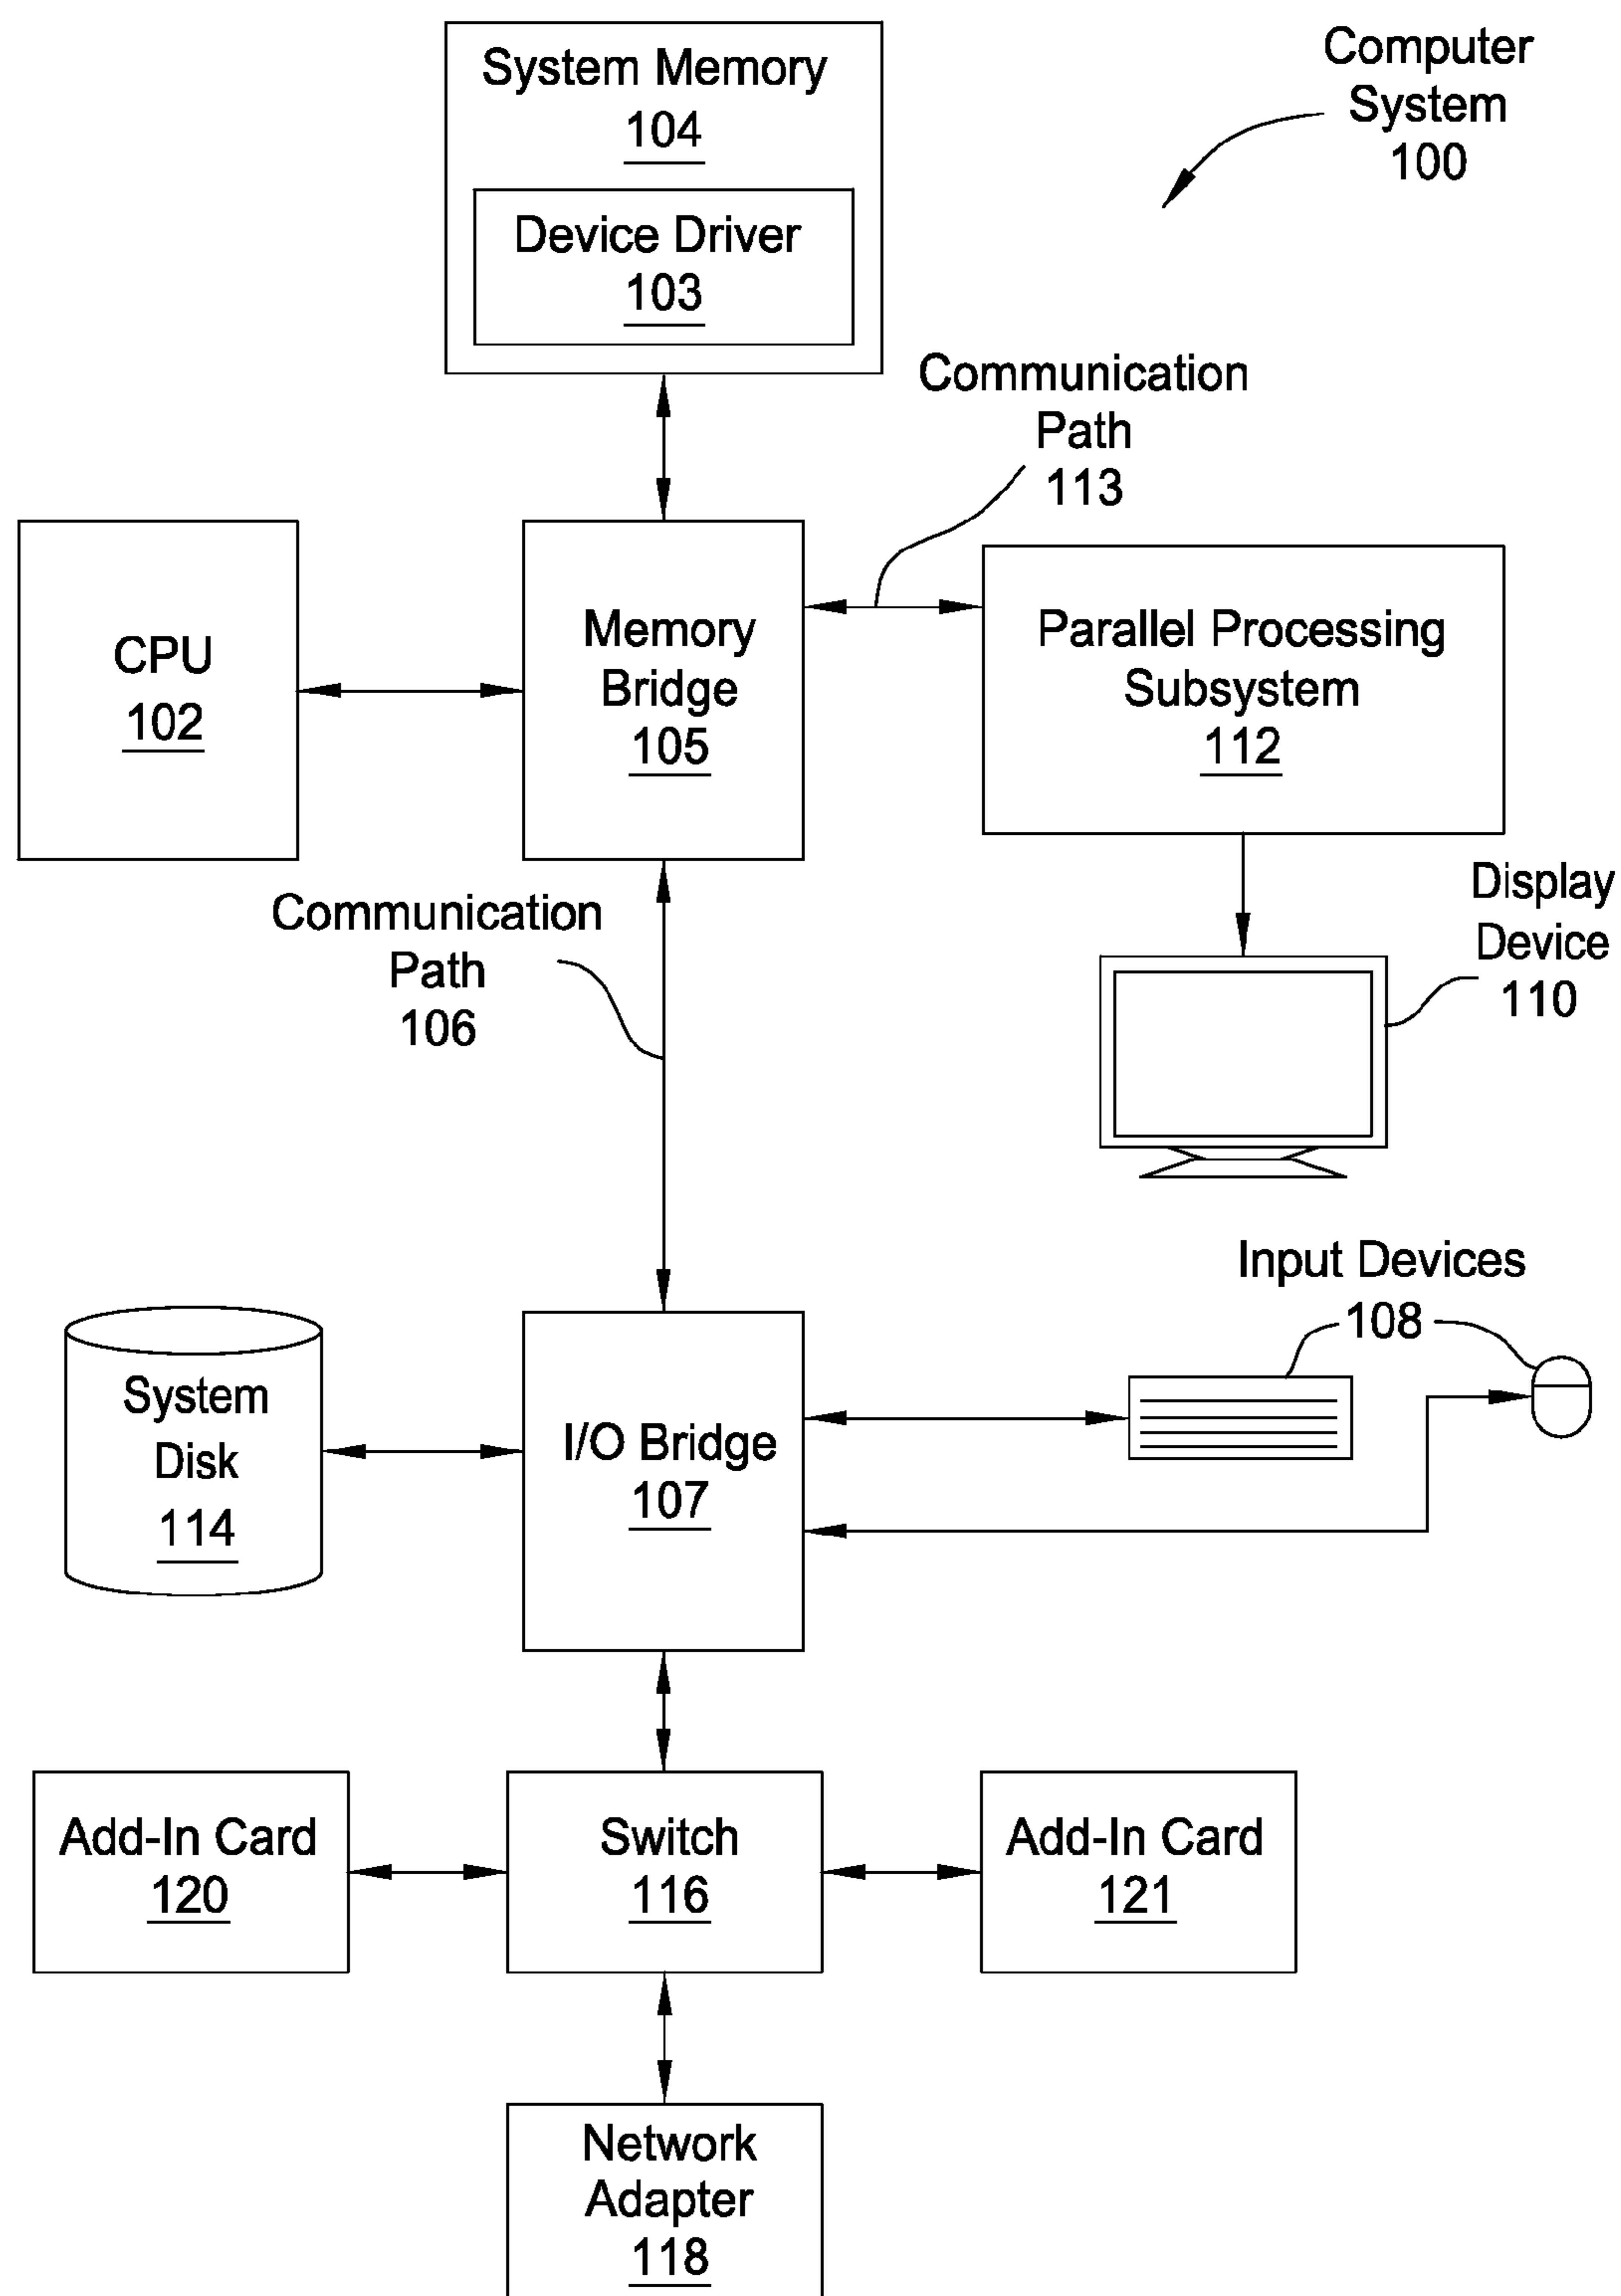 System Memory
104
Device Driver
103
Computer
System
100
Communication
Path
113
CPU
102
Memory
Bridge
105
Parallel Processing
Subsystem
112
Communication
Path
106
Display
Device
110
Input Devices
108
System
Disk
114
I/O Bridge
107
Add-In Card
120
Switch
116
Add-In Card
121
Network
Adapter
118